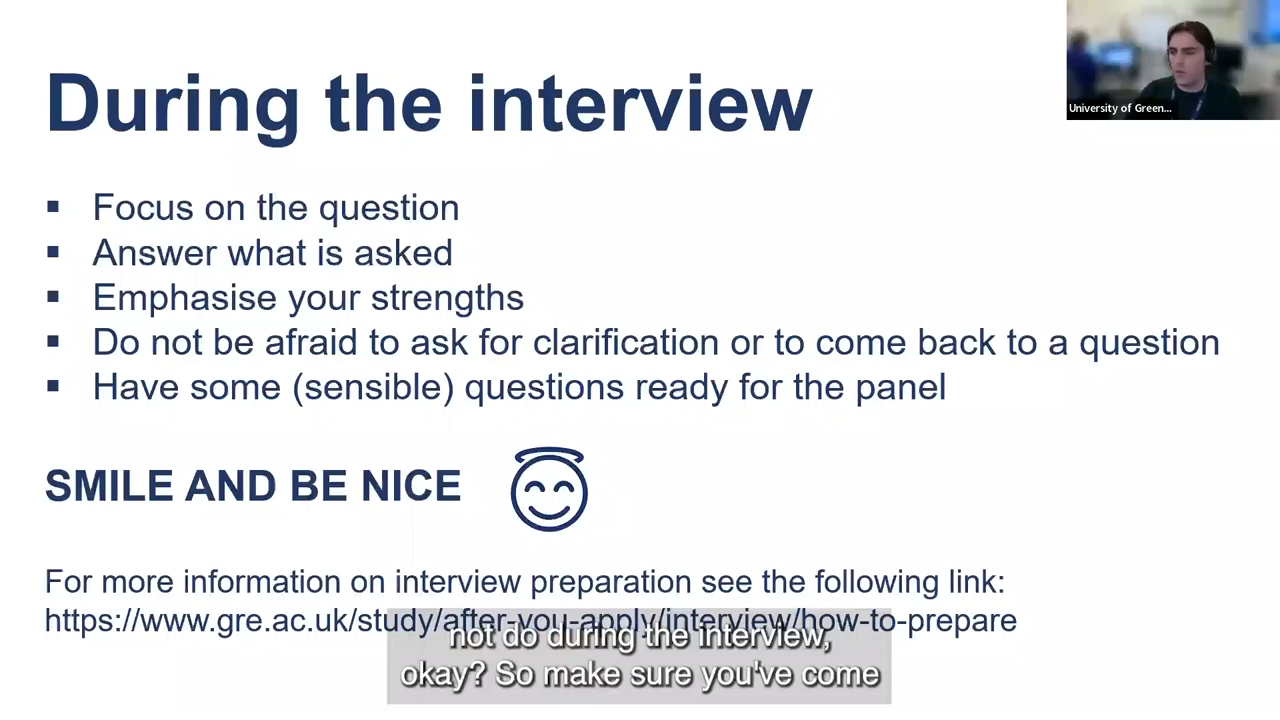 During the interview
University of Green...
▪ Focus on the question
▪ Answer what is asked
▪ Emphasise your strengths
▪ Do not be afraid to ask for clarification or to come back to a question
▪ Have some (sensible) questions ready for the panel
SMILE AND BE NICE
For more information on interview preparation see the following link:
https://www.gre.ac.uk/study/after-you-apply/interview/how-to-prepare
not do during the interview,
okay? So make sure you've come